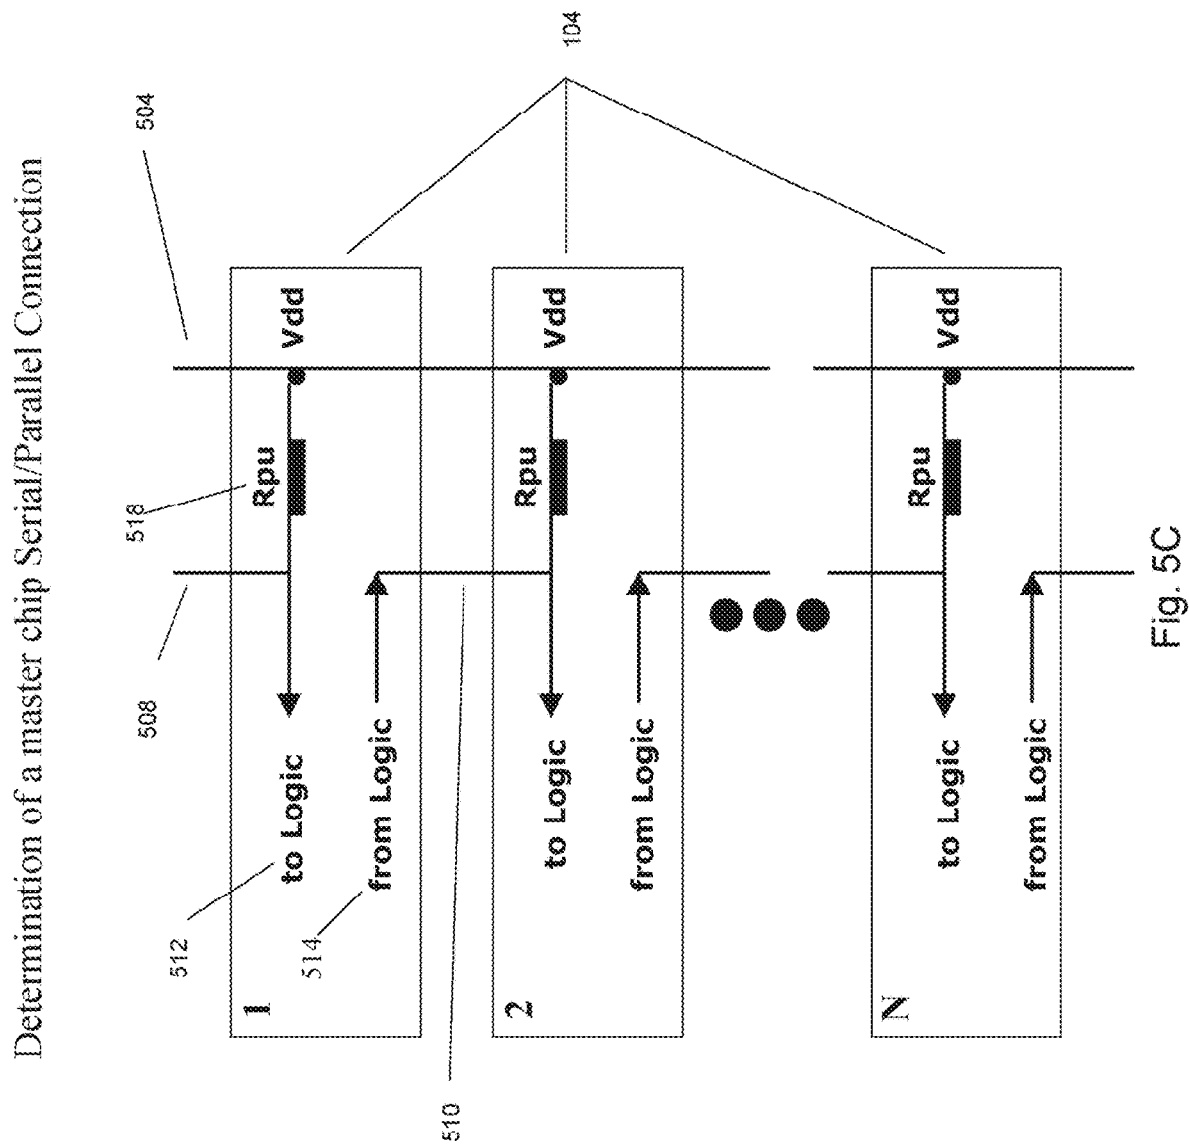 Determination of a master chip Serial/Parallel Connection
504
104
518
508
512
514
510
1
to Logic
from Logic
Rpu
Vdd
2
to Logic
from Logic
Rpu
Vdd
N
to Logic
from Logic
Rpu
Vdd
Fig. 5C